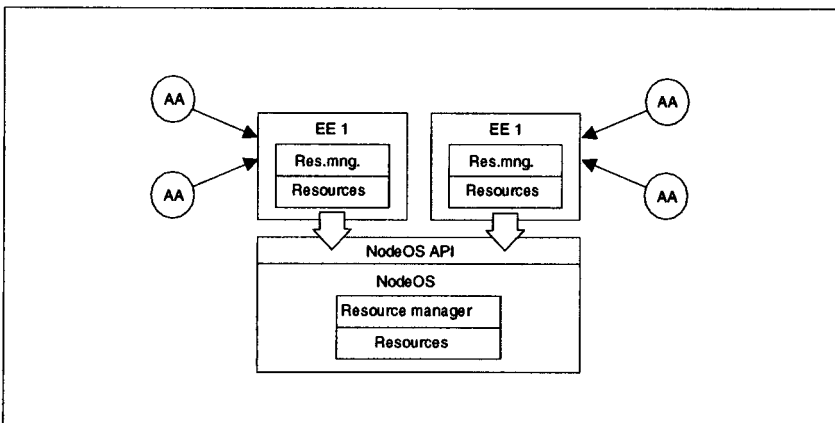 AA
AA
EE 1
EE 1
Res.mng.
Res.mng.
AA
AA
Resources
Resources
NodeOS API
NodeOS
Resource manager
Resources